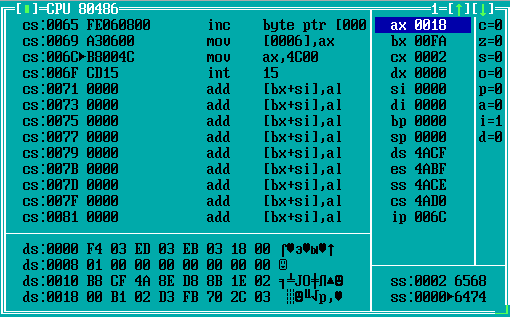 [■]=CPU 80486 1=[↑][↓]
cs:0065 FE060800 inc byte ptr [000 ax 0018 c=0
cs:0069 A30600 mov [0006],ax bx 00FA z=0
cs:006C►B8004C mov ax,4C00 cx 0002 s=0
cs:006F CD15 int 15 dx 0000 o=0
cs:0071 0000 add [bx+si],al si 0000 p=0
cs:0073 0000 add [bx+si],al di 0000 a=0
cs:0075 0000 add [bx+si],al bp 0000 i=1
cs:0077 0000 add [bx+si],al sp 0000 d=0
cs:0079 0000 add [bx+si],al ds 4ACF
cs:007B 0000 add [bx+si],al es 4ABF
cs:007D 0000 add [bx+si],al ss 4ACE
cs:007F 0000 add [bx+si],al cs 4AD0
cs:0081 0000 add [bx+si],al ip 006C
ds:0000 F4 03 ED 03 EB 03 18 00 ⌠♥э♥ы♥↑
ds:0008 01 00 00 00 00 00 00 00 ☺
ds:0010 B8 CF 4A 8E D8 8B 1E 02 ╕╧JО╪Л▲☻ ss:0002 6568
ds:0018 00 B1 02 D3 FB 70 2C 03 ▒☻╙√p,♥ ss:0000►6474